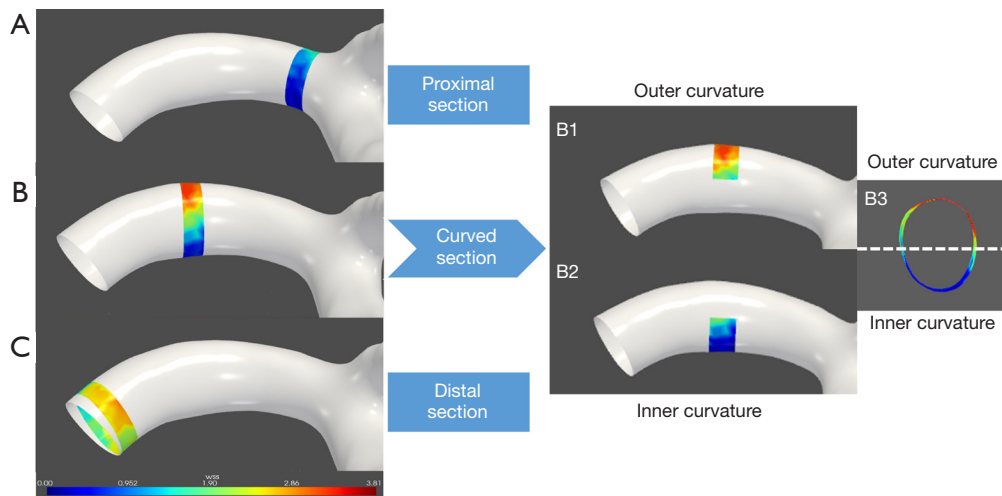 A
Proximal
section
Outer curvature
B1
Outer curvature
B
B3
Curved
section
B2
Inner curvature
C
Distal
section
Inner curvature
wss
0.00 0.952 1.90 2.86 3.81